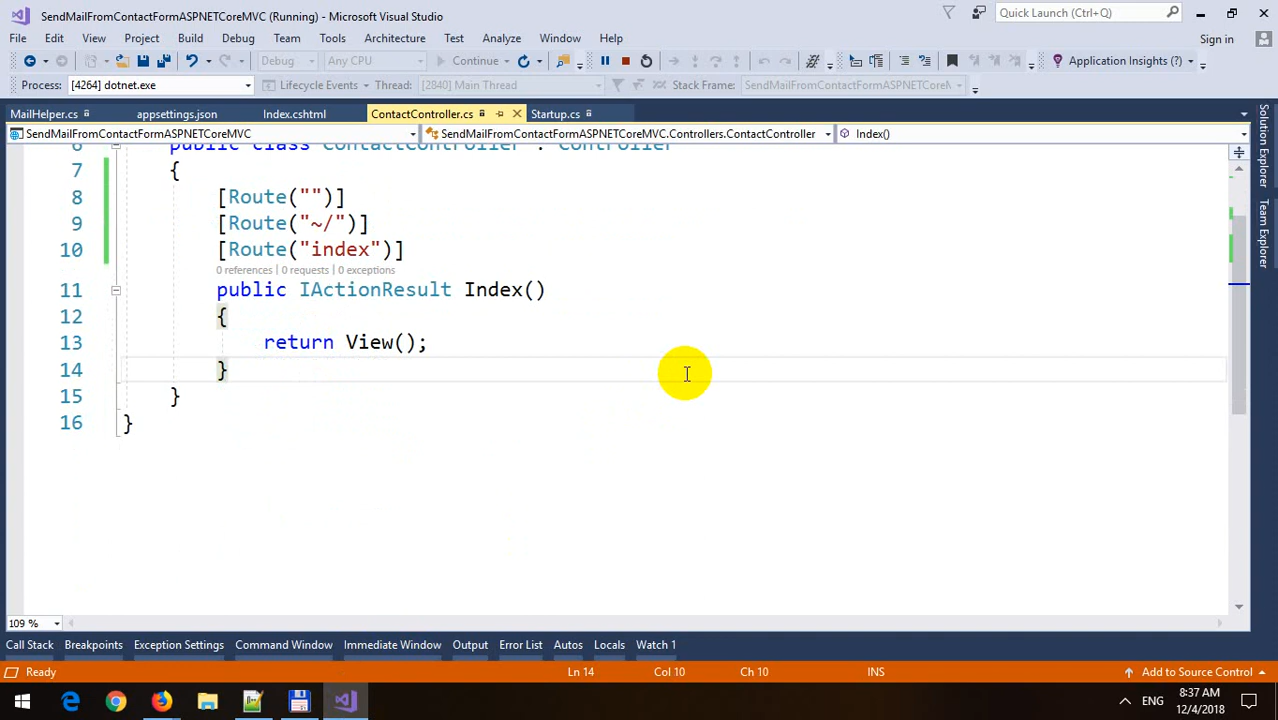 SendMailFromContactFormASPNETCoreMVC (Running) - Microsoft Visual Studio
Quick Launch (Ctrl+Q)
File Edit View Project Build Debug Team Tools Architecture Test Analyze Window Help
Sign in
Debug Any CPU Continue Application Insights (?)
Process: [4264] dotnet.exe Lifecycle Events Thread: [2840] Main Thread Stack Frame: SendMailFromContactFormASPNETCoreMVC
MailHelper.cs appsettings.json Index.cshtml ContactController.cs Startup.cs
SendMailFromContactFormASPNETCoreMVC SendMailFromContactFormASPNETCoreMVC.Controllers.ContactController Index()
6 public class ContactController : Controller
7 {
8 [Route("")]
9 [Route("~/")]
10 [Route("index")]
0 references | 0 requests | 0 exceptions
11 public IActionResult Index()
12 {
13 return View();
14 }
15 }
16 }
Solution Explorer
Team Explorer
109 %
Call Stack Breakpoints Exception Settings Command Window Immediate Window Output Error List Autos Locals Watch 1
Ready Ln 14 Col 10 Ch 10 INS Add to Source Control
ENG
8:37 AM
12/4/2018